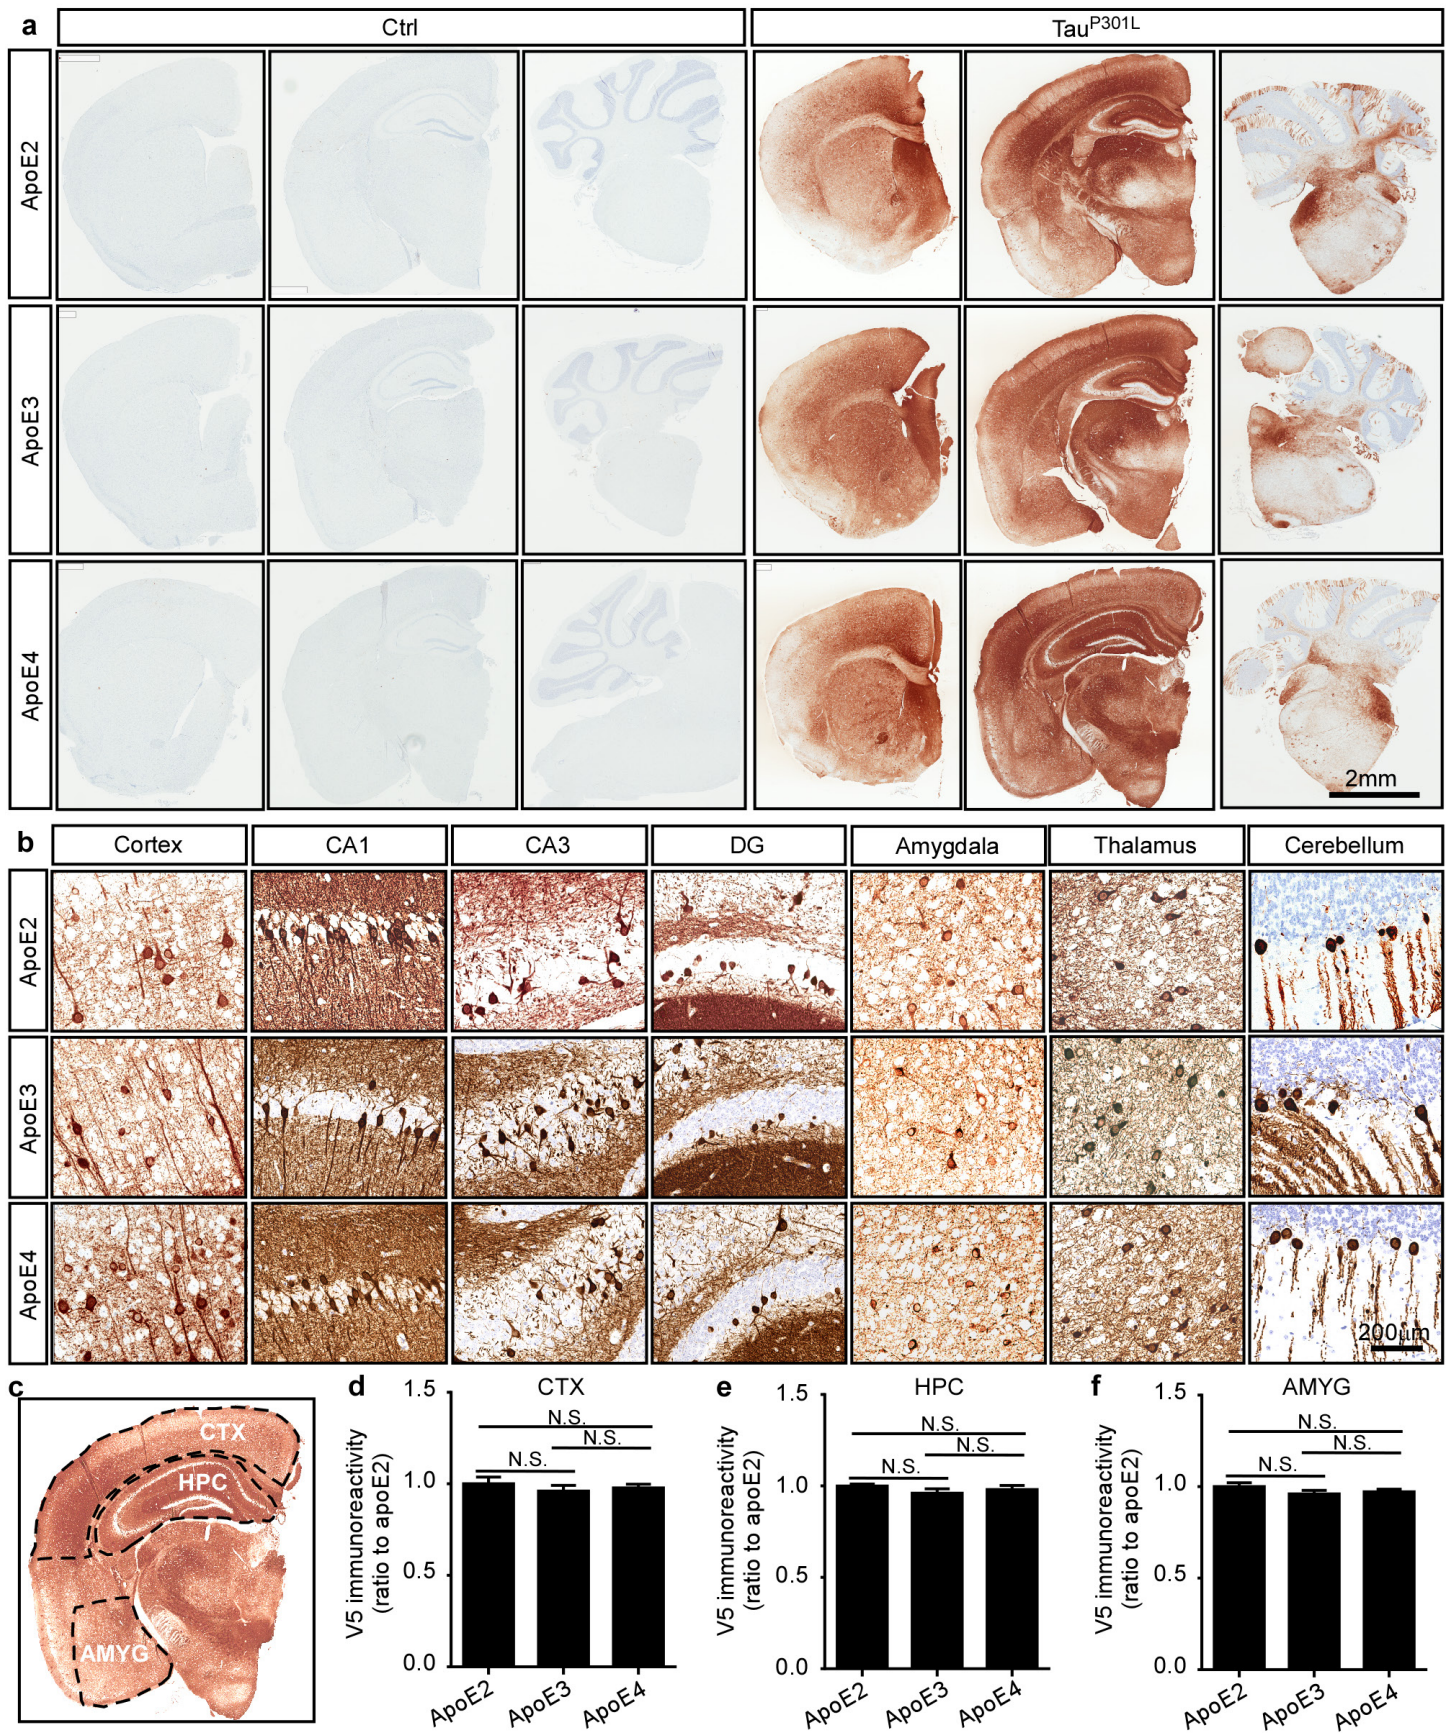 a
Ctrl
Tau^P301L
ApoE2
ApoE3
ApoE4
2mm
b
Cortex
CA1
CA3
DG
Amygdala
Thalamus
Cerebellum
ApoE2
ApoE3
ApoE4
200μm
c
CTX
HPC
AMYG
d
CTX
V5 immunoreactivity
(ratio to apoE2)
1.5
1.0
0.5
0.0
N.S.
N.S.
N.S.
ApoE2
ApoE3
ApoE4
e
HPC
V5 immunoreactivity
(ratio to apoE2)
1.5
1.0
0.5
0.0
N.S.
N.S.
N.S.
ApoE2
ApoE3
ApoE4
f
AMYG
V5 immunoreactivity
(ratio to apoE2)
1.5
1.0
0.5
0.0
N.S.
N.S.
N.S.
ApoE2
ApoE3
ApoE4